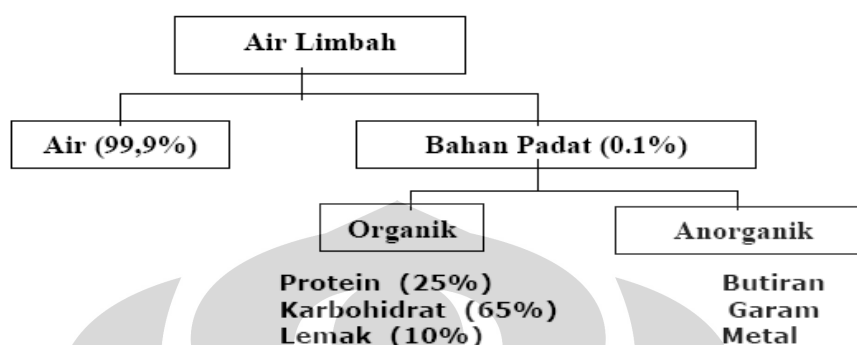 Air Limbah
Air (99,9%)
Bahan Padat (0.1%)
Organik
Anorganik
Protein (25%)
Karbohidrat (65%)
Lemak (10%)
Butiran
Garam
Metal